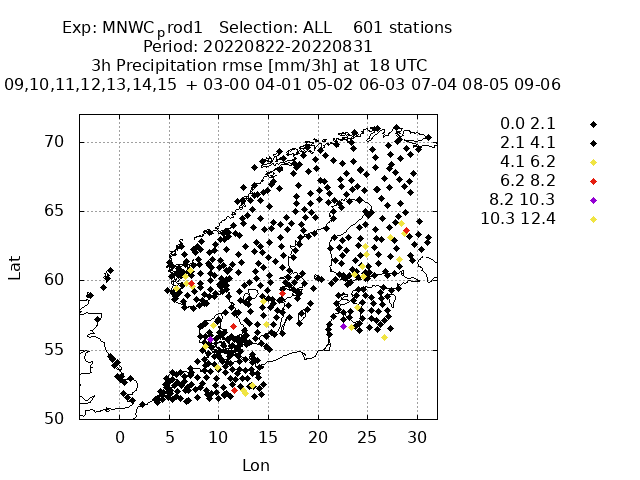 Exp: MNWCprod1   Selection: ALL    601 stations
Period: 20220822-20220831
3h Precipitation rmse [mm/3h] at  18 UTC
09,10,11,12,13,14,15  + 03-00 04-01 05-02 06-03 07-04 08-05 09-06
70
65
60
55
50
Lat
0 5 10 15 20 25 30
Lon
0.0 2.1
2.1 4.1
4.1 6.2
6.2 8.2
8.2 10.3
10.3 12.4